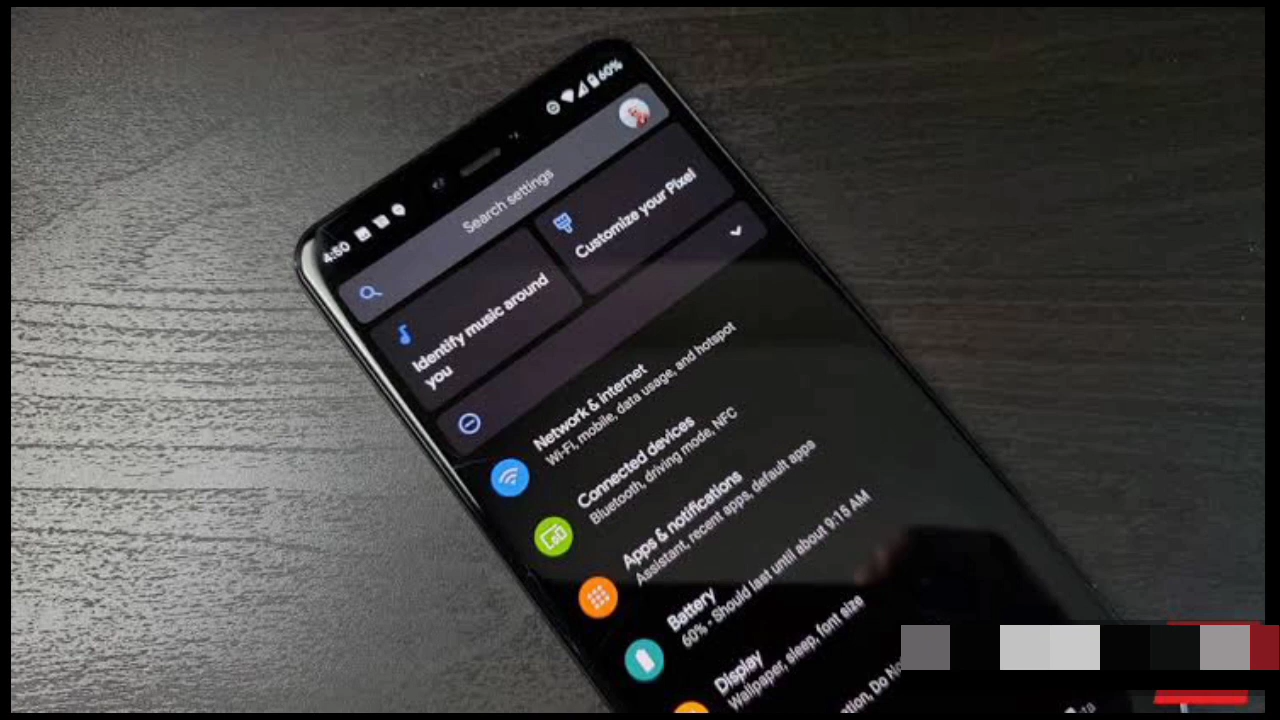 4:50
60%
Search settings
Identify music around
you
Customize your Pixel
Network & internet
Wi-Fi, mobile, data usage, and hotspot
Connected devices
Bluetooth, driving mode, NFC
Apps & notifications
Assistant, recent apps, default apps
Battery
60% - Should last until about 9:15 AM
Display
Wallpaper, sleep, font size
Do